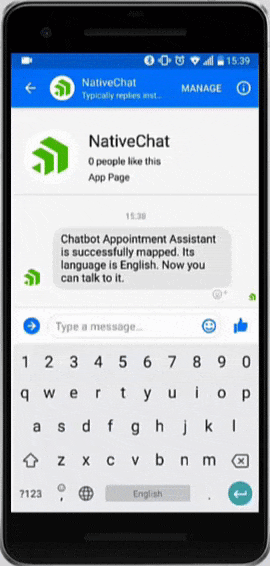 15:39
NativeChat
Typically replies inst...
MANAGE
NativeChat
0 people like this
App Page
15:38
Chatbot Appointment Assistant
is successfully mapped. Its
language is English. Now you
can talk to it.
Type a message...
1 2 3 4 5 6 7 8 9 0
q w e r t y u i o p
a s d f g h j k l
z x c v b n m
?123 , English .